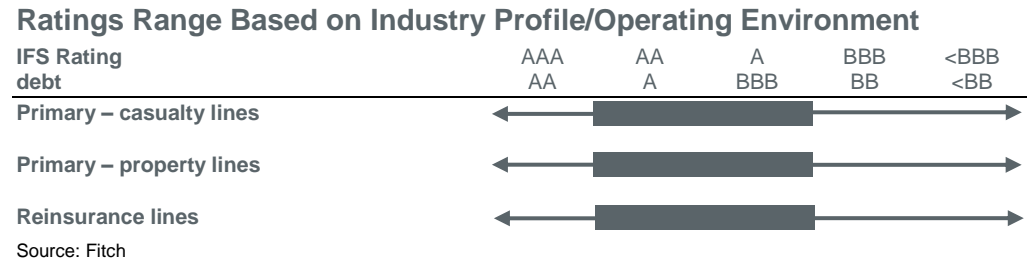 Ratings Range Based on Industry Profile/Operating Environment
IFS Rating AAA AA A BBB <BBB
debt AA A BBB BB <BB
Primary – casualty lines
Primary – property lines
Reinsurance lines
Source: Fitch